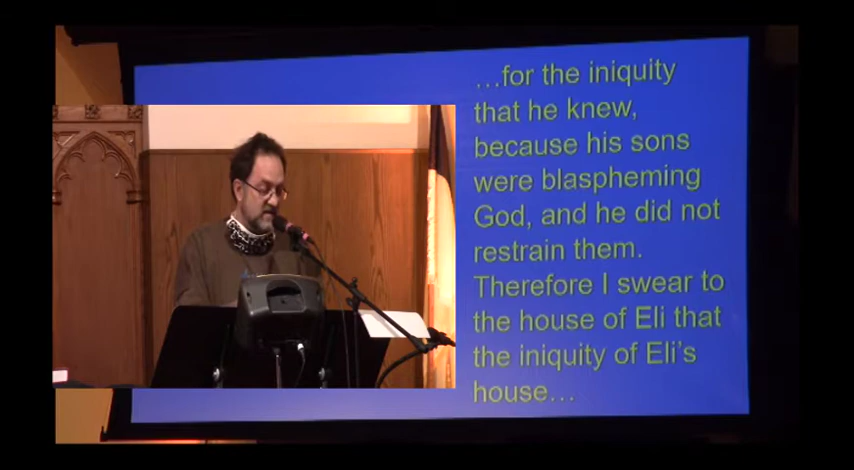 …for the iniquity
that he knew,
because his sons
were blaspheming
God, and he did not
restrain them.
Therefore I swear to
the house of Eli that
the iniquity of Eli's
house…